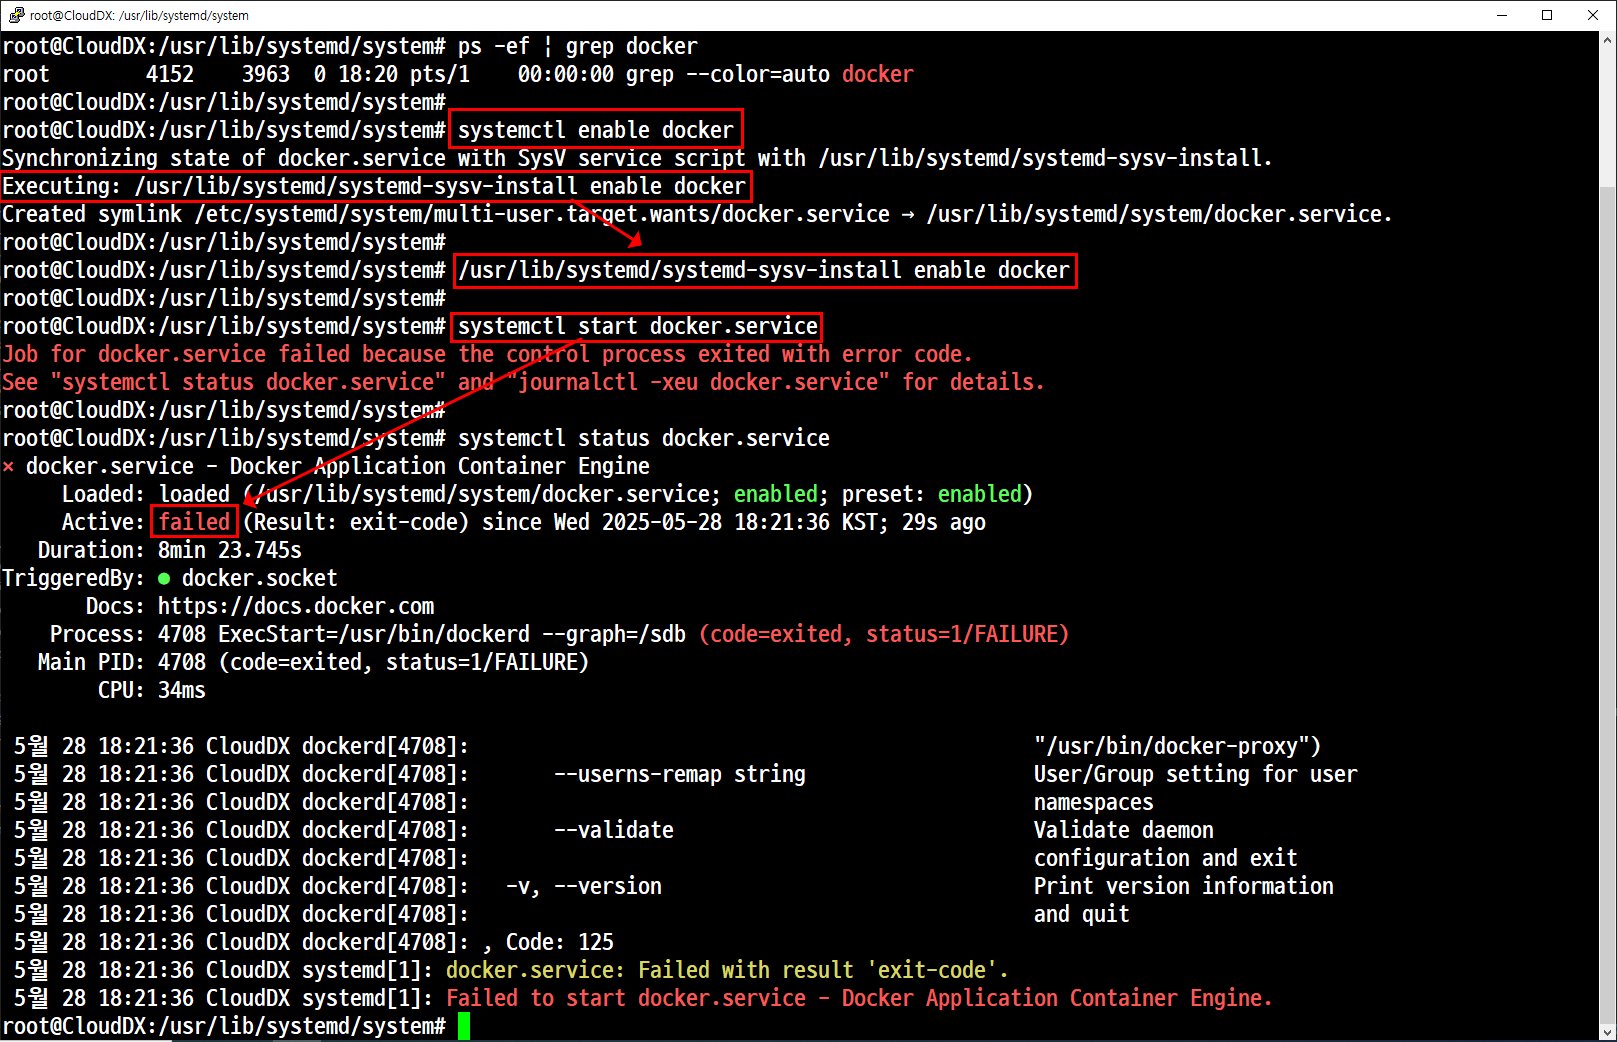 root@CloudDX: /usr/lib/systemd/system
root@CloudDX:/usr/lib/systemd/system# ps -ef ¦ grep docker
root        4152    3963  0 18:20 pts/1    00:00:00 grep --color=auto docker
root@CloudDX:/usr/lib/systemd/system#
root@CloudDX:/usr/lib/systemd/system# systemctl enable docker
Synchronizing state of docker.service with SysV service script with /usr/lib/systemd/systemd-sysv-install.
Executing: /usr/lib/systemd/systemd-sysv-install enable docker
Created symlink /etc/systemd/system/multi-user.target.wants/docker.service → /usr/lib/systemd/system/docker.service.
root@CloudDX:/usr/lib/systemd/system#
root@CloudDX:/usr/lib/systemd/system# /usr/lib/systemd/systemd-sysv-install enable docker
root@CloudDX:/usr/lib/systemd/system#
root@CloudDX:/usr/lib/systemd/system# systemctl start docker.service
Job for docker.service failed because the control process exited with error code.
See "systemctl status docker.service" and "journalctl -xeu docker.service" for details.
root@CloudDX:/usr/lib/systemd/system#
root@CloudDX:/usr/lib/systemd/system# systemctl status docker.service
× docker.service - Docker Application Container Engine
     Loaded: loaded (/usr/lib/systemd/system/docker.service; enabled; preset: enabled)
     Active: failed (Result: exit-code) since Wed 2025-05-28 18:21:36 KST; 29s ago
   Duration: 8min 23.745s
TriggeredBy: ● docker.socket
       Docs: https://docs.docker.com
    Process: 4708 ExecStart=/usr/bin/dockerd --graph=/sdb (code=exited, status=1/FAILURE)
   Main PID: 4708 (code=exited, status=1/FAILURE)
        CPU: 34ms
 5월 28 18:21:36 CloudDX dockerd[4708]:                                               "/usr/bin/docker-proxy")
 5월 28 18:21:36 CloudDX dockerd[4708]:       --userns-remap string                   User/Group setting for user
 5월 28 18:21:36 CloudDX dockerd[4708]:                                               namespaces
 5월 28 18:21:36 CloudDX dockerd[4708]:       --validate                              Validate daemon
 5월 28 18:21:36 CloudDX dockerd[4708]:                                               configuration and exit
 5월 28 18:21:36 CloudDX dockerd[4708]:   -v, --version                               Print version information
 5월 28 18:21:36 CloudDX dockerd[4708]:                                               and quit
 5월 28 18:21:36 CloudDX dockerd[4708]: , Code: 125
 5월 28 18:21:36 CloudDX systemd[1]: docker.service: Failed with result 'exit-code'.
 5월 28 18:21:36 CloudDX systemd[1]: Failed to start docker.service - Docker Application Container Engine.
root@CloudDX:/usr/lib/systemd/system#